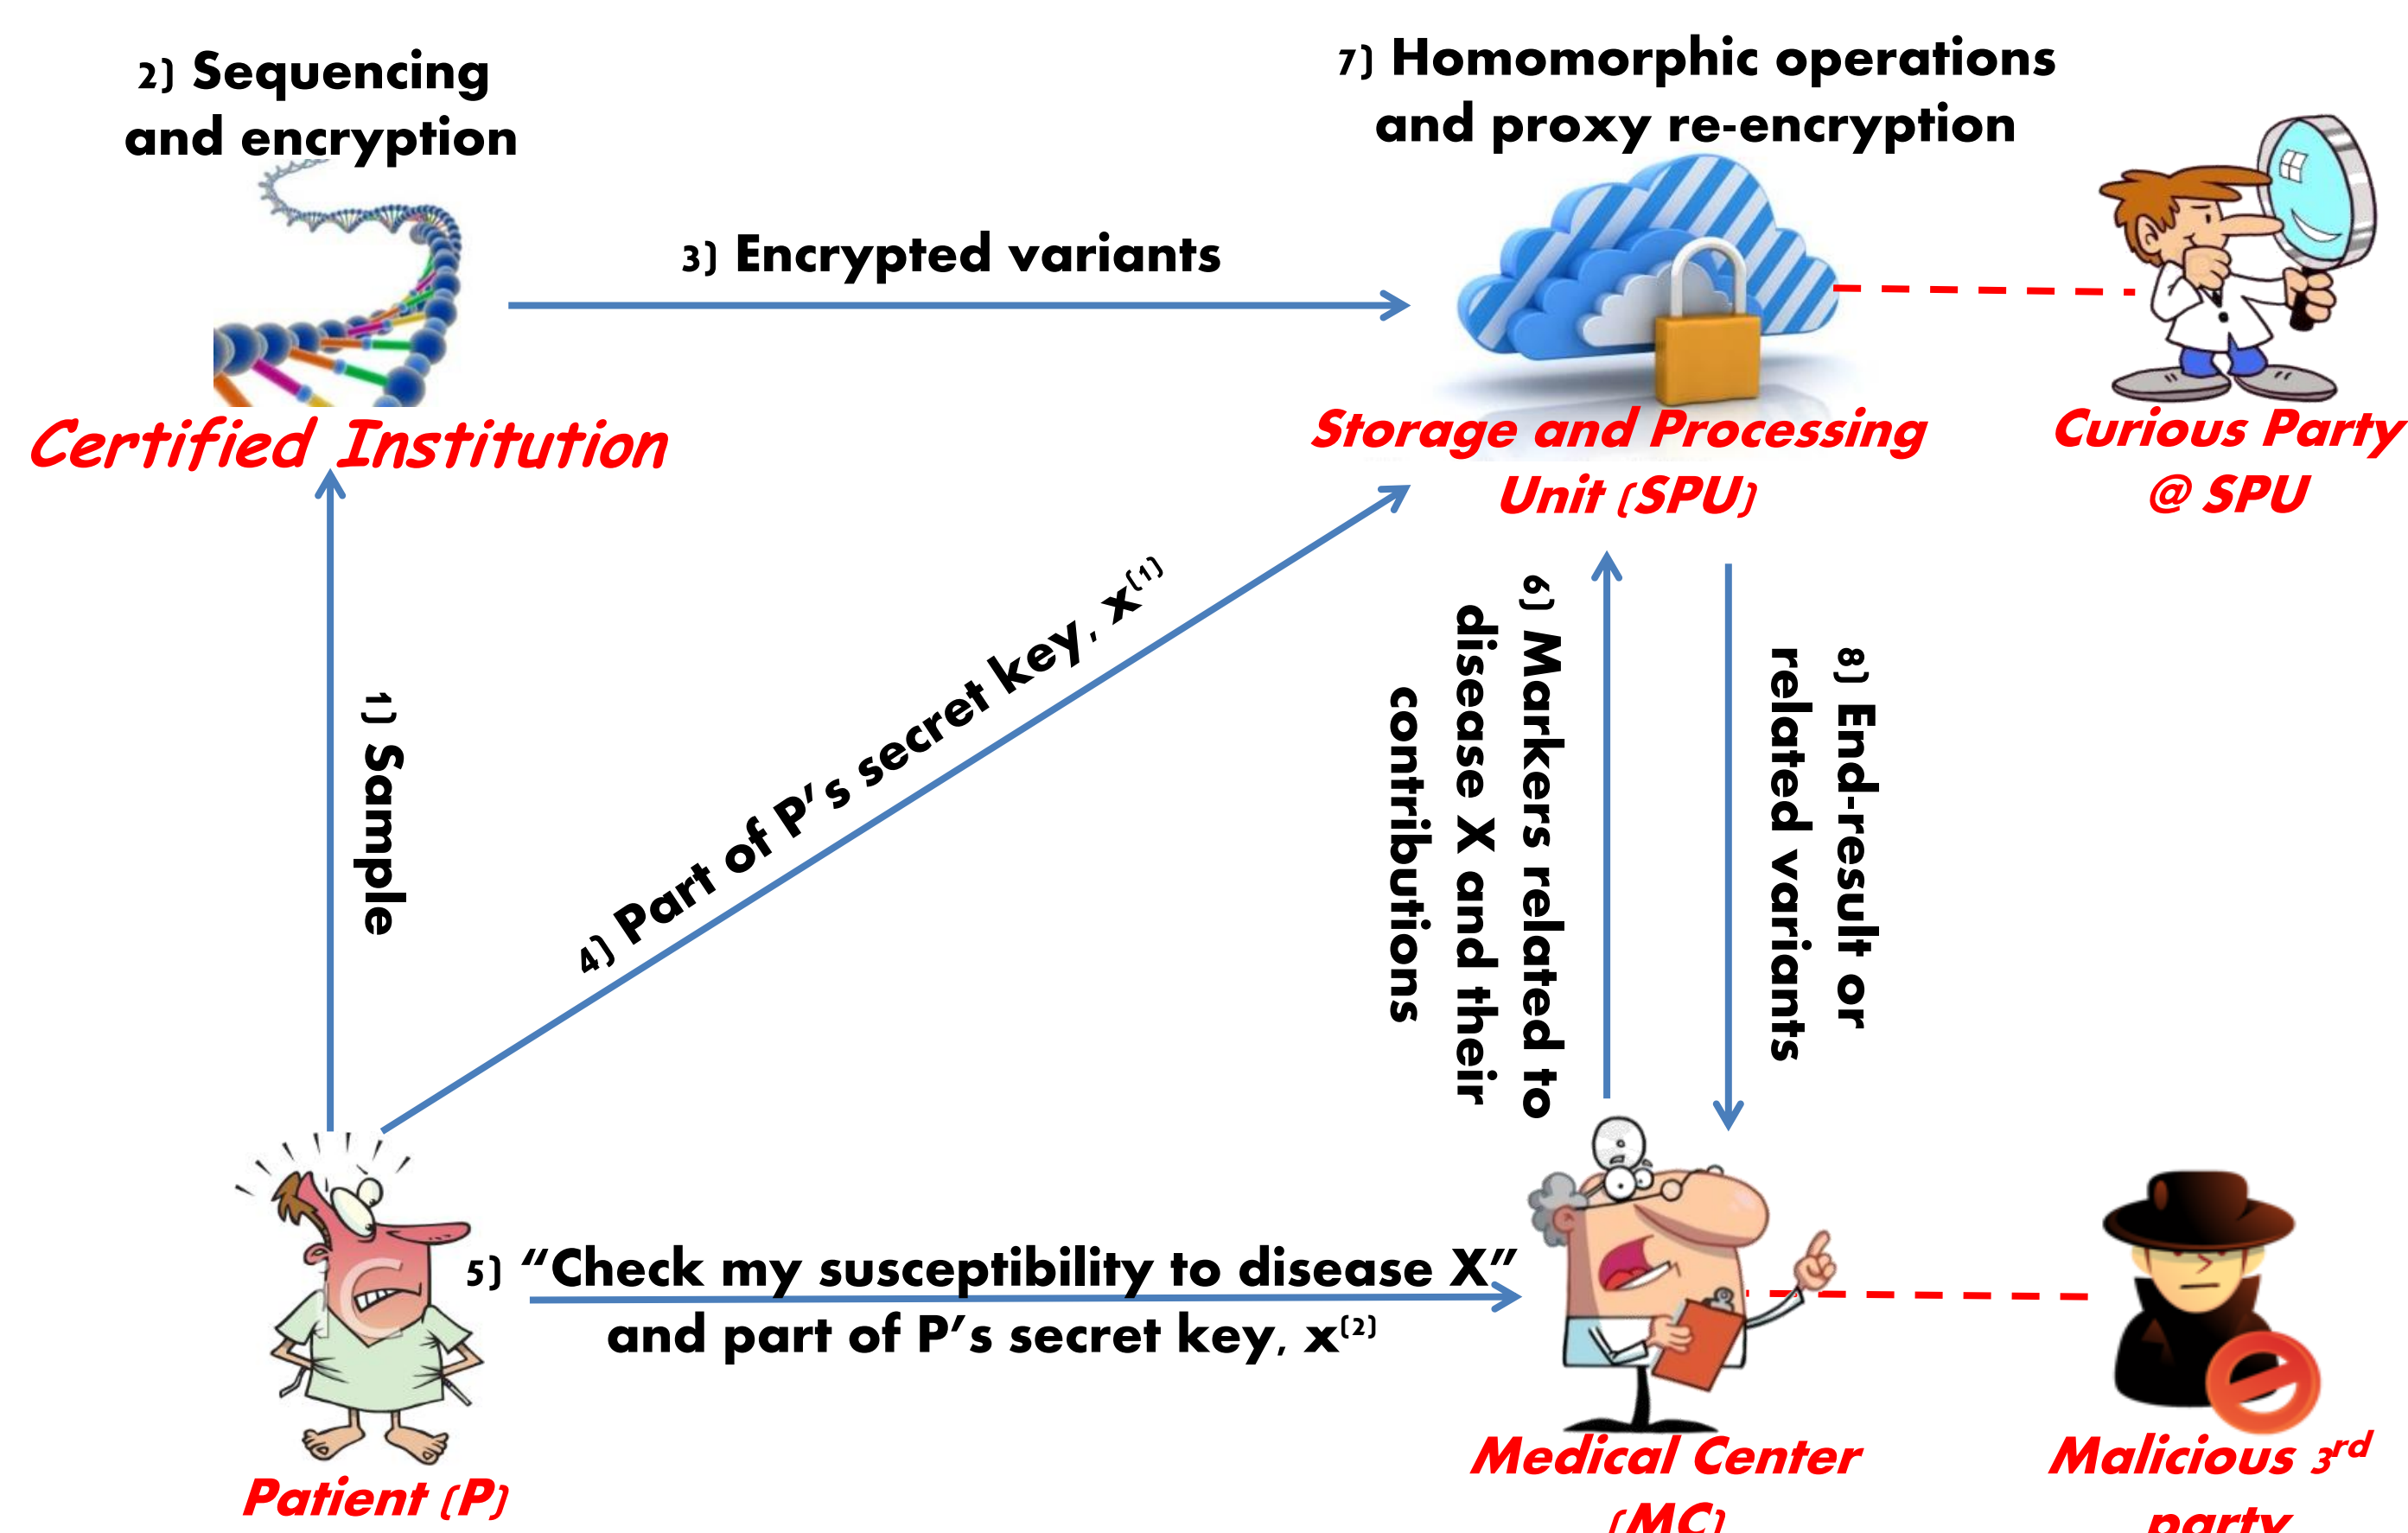 2) Sequencing
and encryption
7) Homomorphic operations
and proxy re-encryption
3) Encrypted variants
Certified Institution
Storage and Processing
Unit (SPU)
Curious Party
@ SPU
1) Sample
4) Part of P's secret key, x(1)
6) Markers related to
disease X and their
contributions
8) End-result or
related variants
5) “Check my susceptibility to disease X”
and part of P’s secret key, x(2)
Patient (P)
Medical Center
(MC)
Malicious 3rd
party